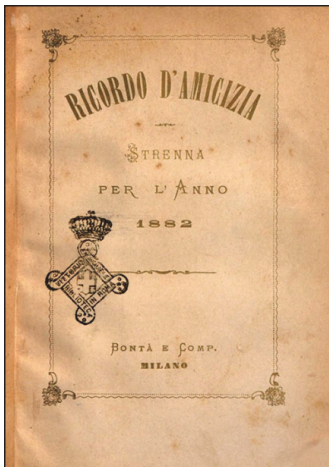 RICORDO D'AMICIZIA
STRENNA
PER L'ANNO
1882
BONTÀ E COMP.
MILANO